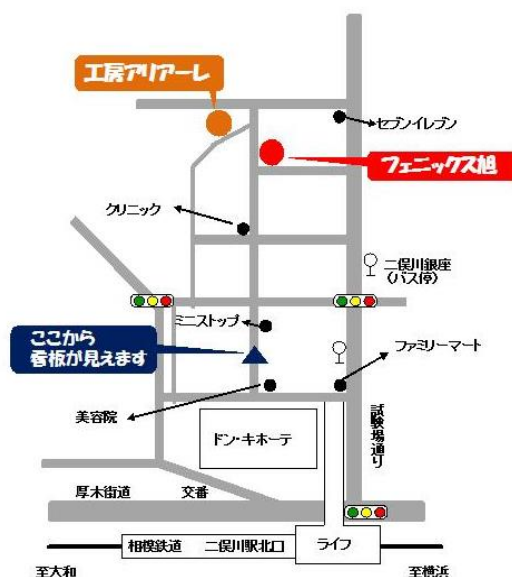 工房アリアーレ
セブンイレブン
フェニックス旭
クリニック
二俣川銀座
(バス停)
ミニストップ
ここから
看板が見えます
ファミリーマート
美容院
ドン・キホーテ
試験場通り
厚木街道
交番
相模鉄道
二俣川駅北口
ライフ
至大和
至横浜